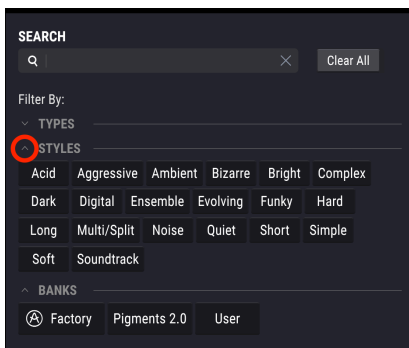 SEARCH
Clear All
Filter By:
TYPES
STYLES
Acid Aggressive Ambient Bizarre Bright Complex
Dark Digital Ensemble Evolving Funky Hard
Long Multi/Split Noise Quiet Short Simple
Soft Soundtrack
BANKS
Factory Pigments 2.0 User